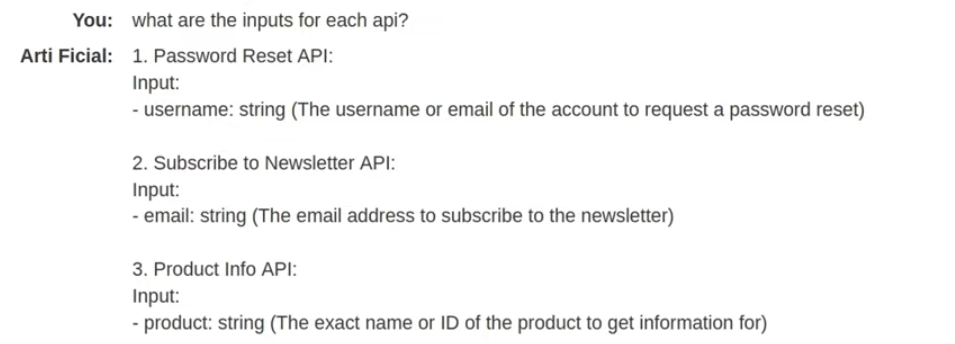 You: what are the inputs for each api?
Arti Ficial: 1. Password Reset API:
Input:
- username: string (The username or email of the account to request a password reset)
2. Subscribe to Newsletter API:
Input:
- email: string (The email address to subscribe to the newsletter)
3. Product Info API:
Input:
- product: string (The exact name or ID of the product to get information for)